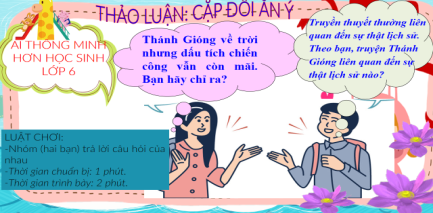 THẢO LUẬN: CẶP ĐÔI ĂN Ý
AI THÔNG MINH
HƠN HỌC SINH
LỚP 6
Thánh Gióng về trời
nhưng dấu tích chiến
công vẫn còn mãi.
Bạn hãy chỉ ra?
Truyền thuyết thường liên
quan đến sự thật lịch sử.
Theo bạn, truyện Thánh
Gióng liên quan đến sự
thật lịch sử nào?
LUẬT CHƠI:
-Nhóm (hai bạn) trả lời câu hỏi của
nhau
-Thời gian chuẩn bị: 1 phút.
-Thời gian trình bày: 2 phút.